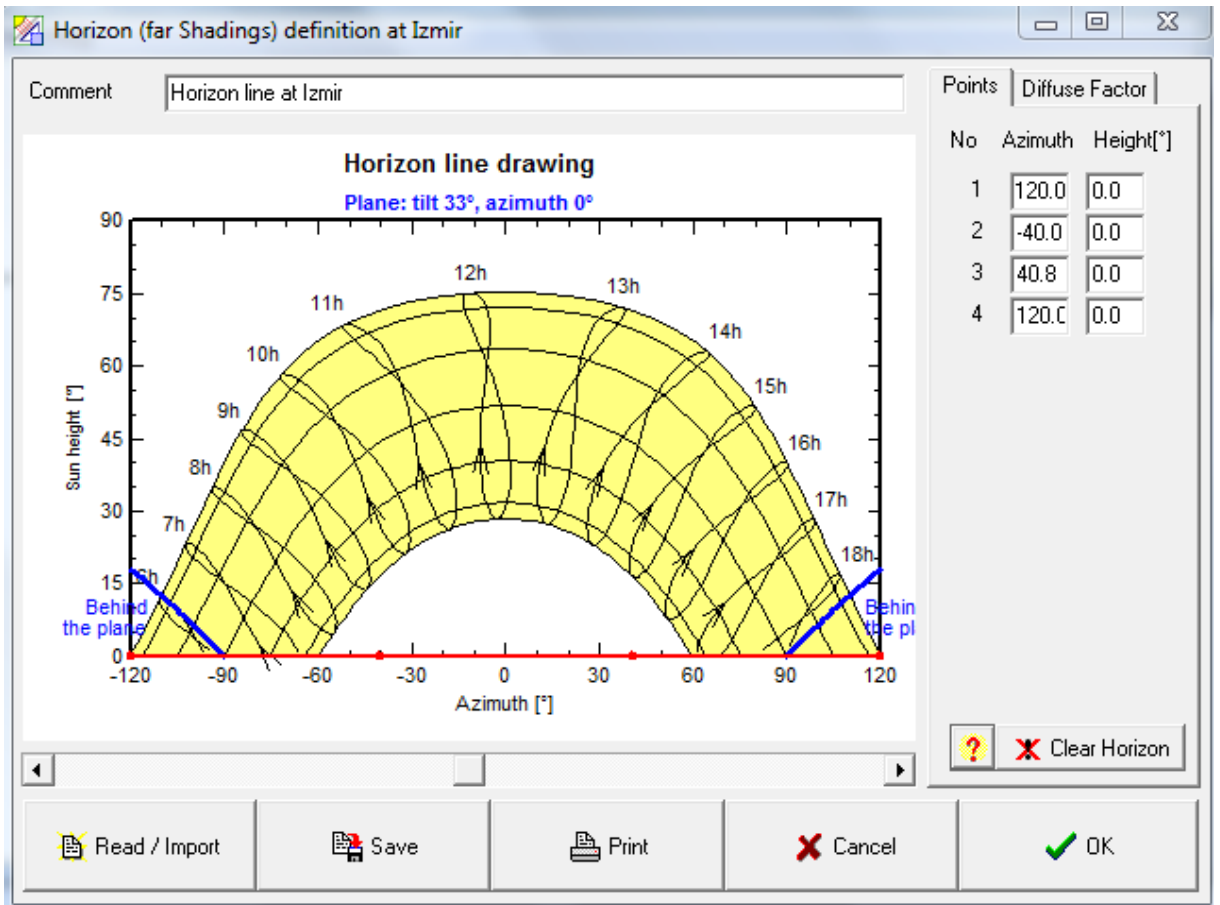 Horizon (far Shadings) definition at Izmir
Comment
Horizon line at Izmir
Points
Diffuse Factor
No Azimuth Height[°]
1 120.0 0.0
2 -40.0 0.0
3 40.8 0.0
4 120.0 0.0
Horizon line drawing
Plane: tilt 33°, azimuth 0°
90
75
60
45
30
15
0
Sun height [°]
6h
7h
8h
9h
10h
11h
12h
13h
14h
15h
16h
17h
18h
Behind
the plane
Behin
the pl
-120 -90 -60 -30 0 30 60 90 120
Azimuth [°]
? Clear Horizon
Read / Import
Save
Print
Cancel
OK